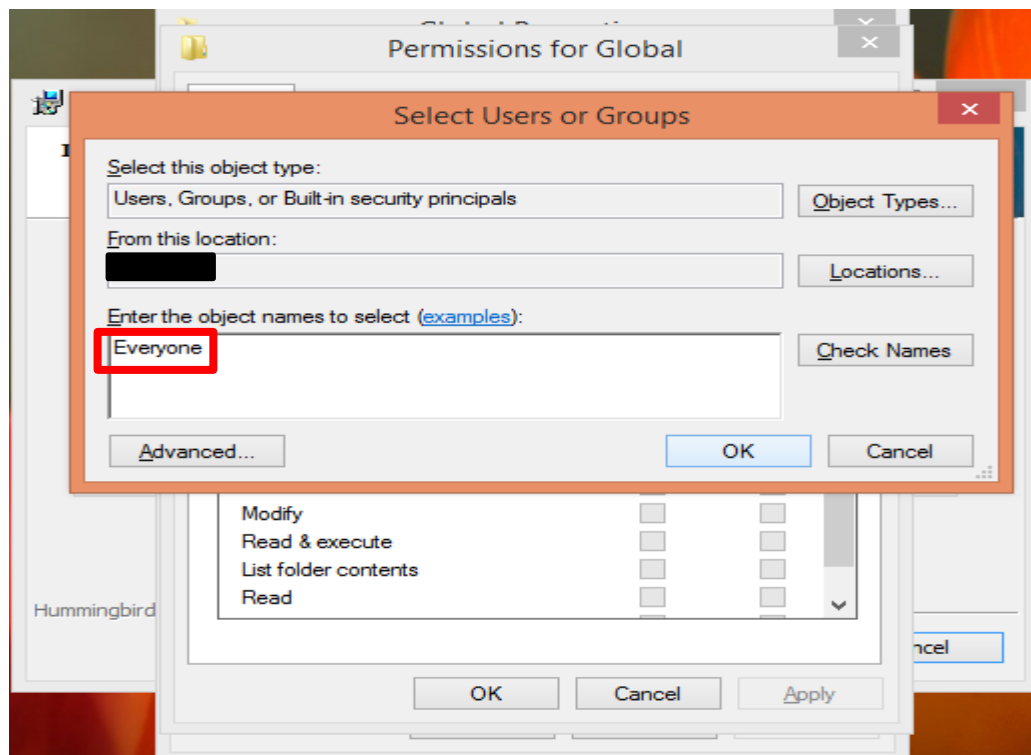 Permissions for Global
Select Users or Groups
Select this object type:
Users, Groups, or Built-in security principals
Object Types...
From this location:
Locations...
Enter the object names to select (examples):
Everyone
Check Names
Advanced...
OK
Cancel
Modify
Read & execute
List folder contents
Read
Hummingbird
ncel
OK
Cancel
Apply